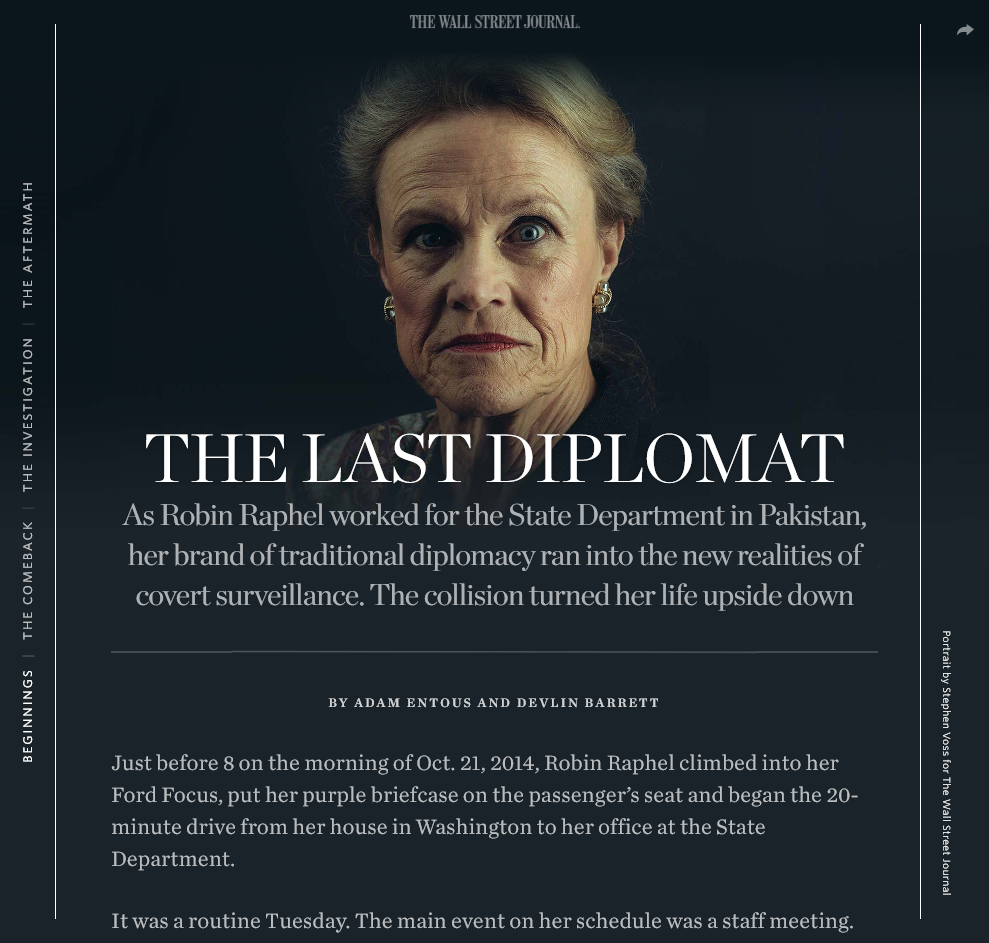 THE WALL STREET JOURNAL.
THE LAST DIPLOMAT
As Robin Raphel worked for the State Department in Pakistan,
her brand of traditional diplomacy ran into the new realities of
covert surveillance. The collision turned her life upside down
BY ADAM ENTOUS AND DEVLIN BARRETT
Just before 8 on the morning of Oct. 21, 2014, Robin Raphel climbed into her
Ford Focus, put her purple briefcase on the passenger’s seat and began the 20-
minute drive from her house in Washington to her office at the State
Department.
It was a routine Tuesday. The main event on her schedule was a staff meeting.
BEGINNINGS | THE COMEBACK | THE INVESTIGATION | THE AFTERMATH
Portrait by Stephen Voss for The Wall Street Journal